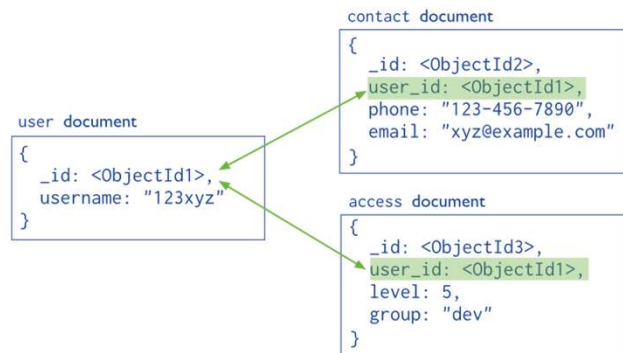 contact document
{
_id: <ObjectId2>,
user_id: <ObjectId1>,
phone: "123-456-7890",
email: "xyz@example.com"
}
user document
{
_id: <ObjectId1>,
username: "123xyz"
}
access document
{
_id: <ObjectId3>,
user_id: <ObjectId1>,
level: 5,
group: "dev"
}